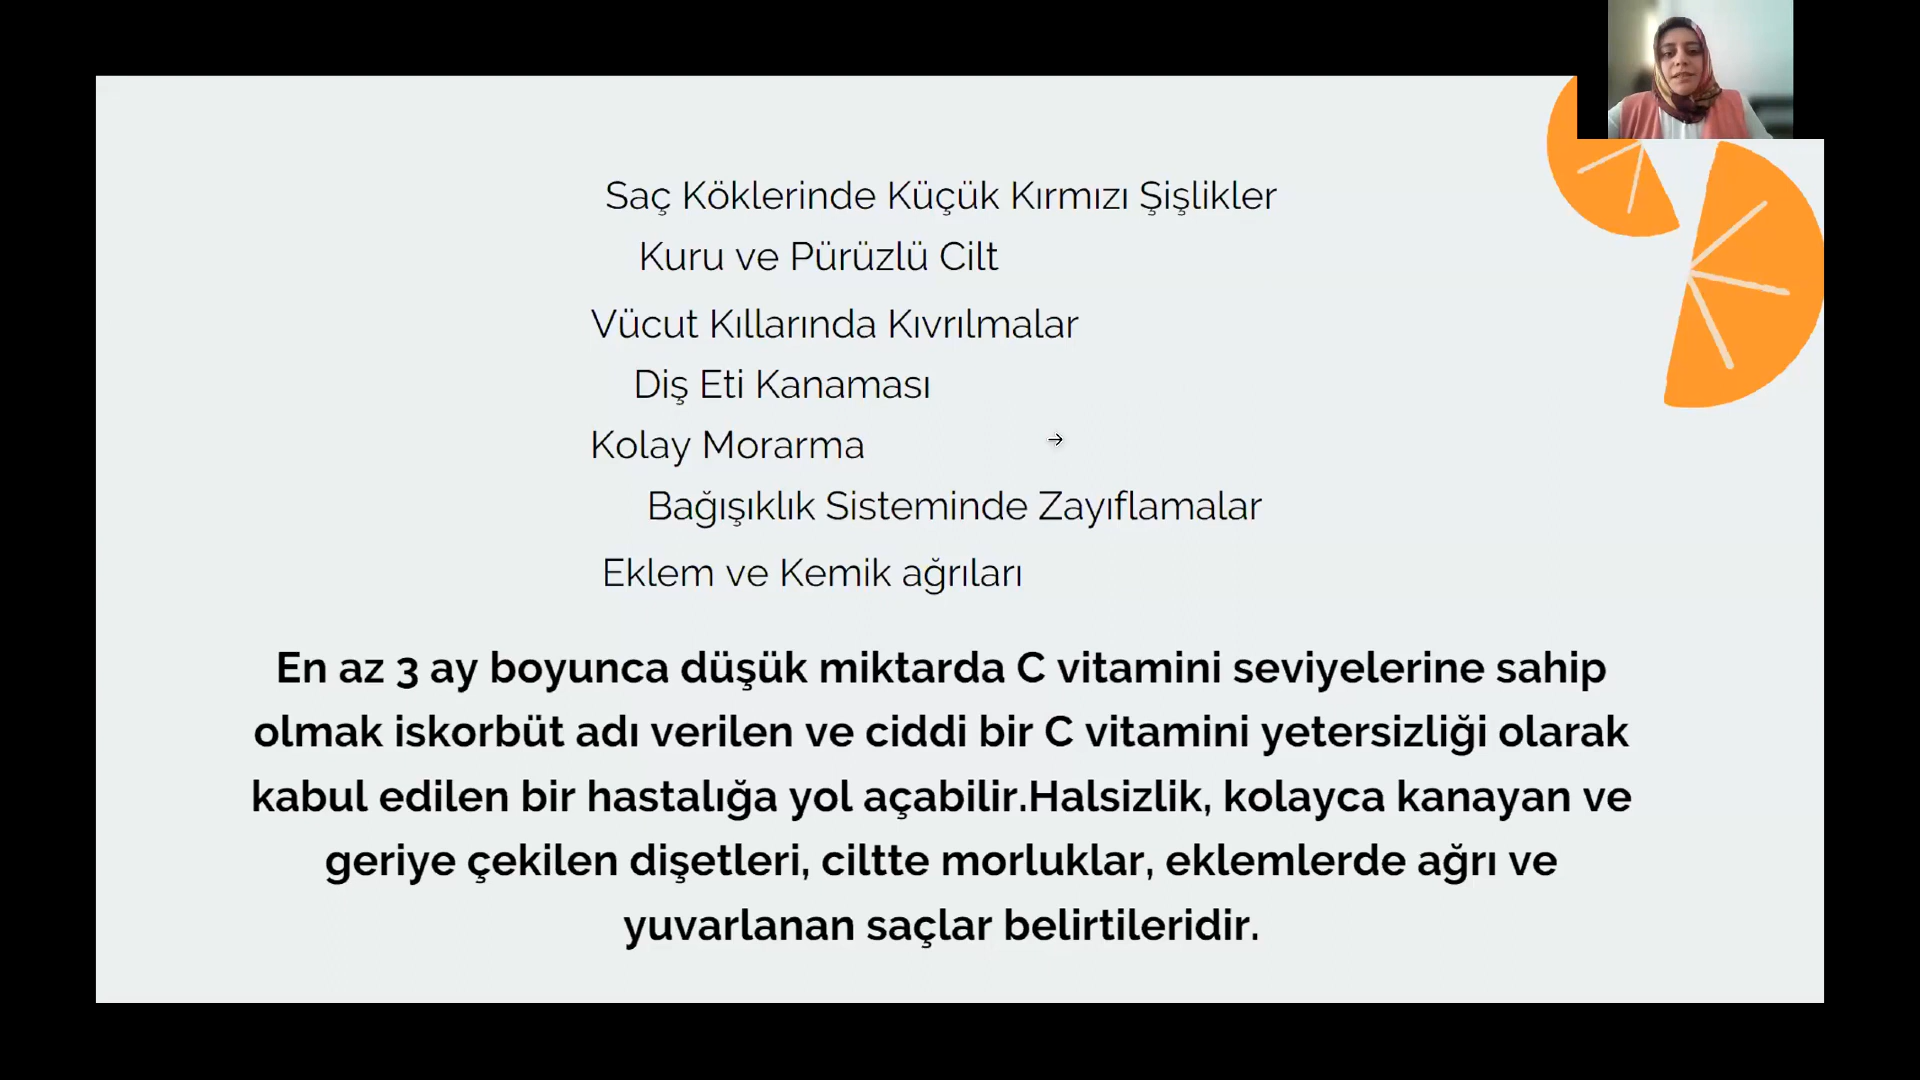 Saç Köklerinde Küçük Kırmızı Şişlikler
Kuru ve Pürüzlü Cilt
Vücut Kıllarında Kıvrılmalar
Diş Eti Kanaması
Kolay Morarma
Bağışıklık Sisteminde Zayıflamalar
Eklem ve Kemik ağrıları
En az 3 ay boyunca düşük miktarda C vitamini seviyelerine sahip
olmak iskorbüt adı verilen ve ciddi bir C vitamini yetersizliği olarak
kabul edilen bir hastalığa yol açabilir.Halsizlik, kolayca kanayan ve
geriye çekilen dişetleri, ciltte morluklar, eklemlerde ağrı ve
yuvarlanan saçlar belirtileridir.